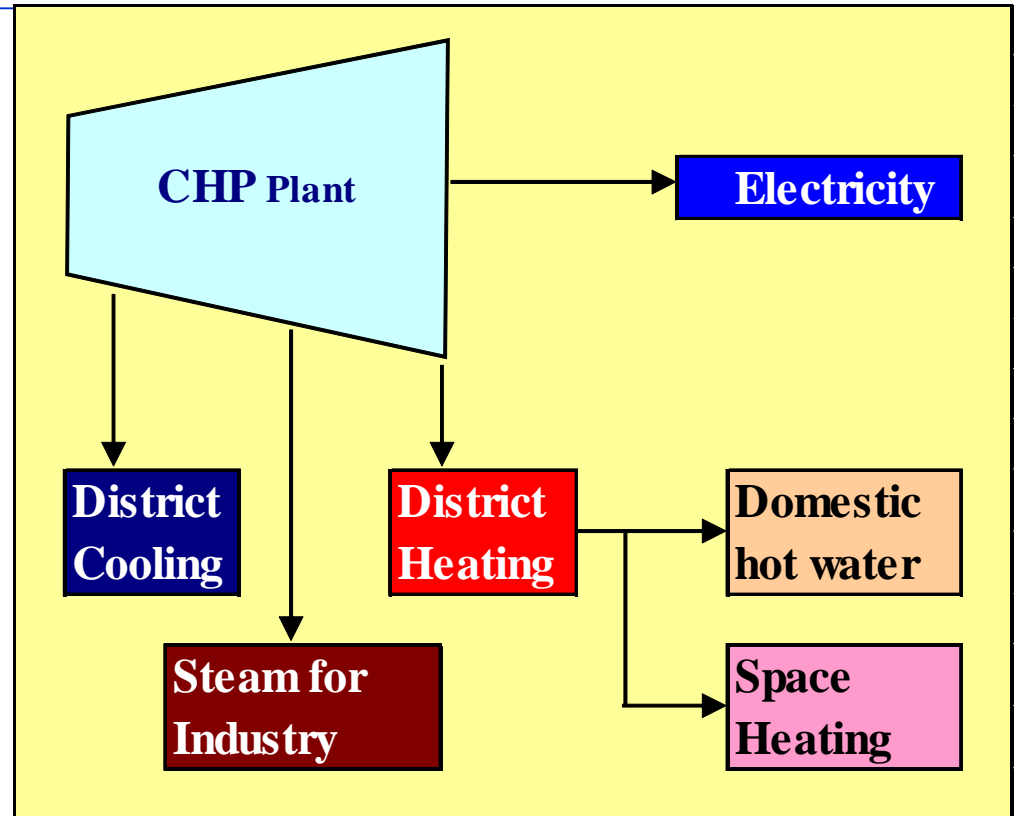 CHP Plant
Electricity
District
Cooling
District
Heating
Domestic
hot water
Steam for
Industry
Space
Heating